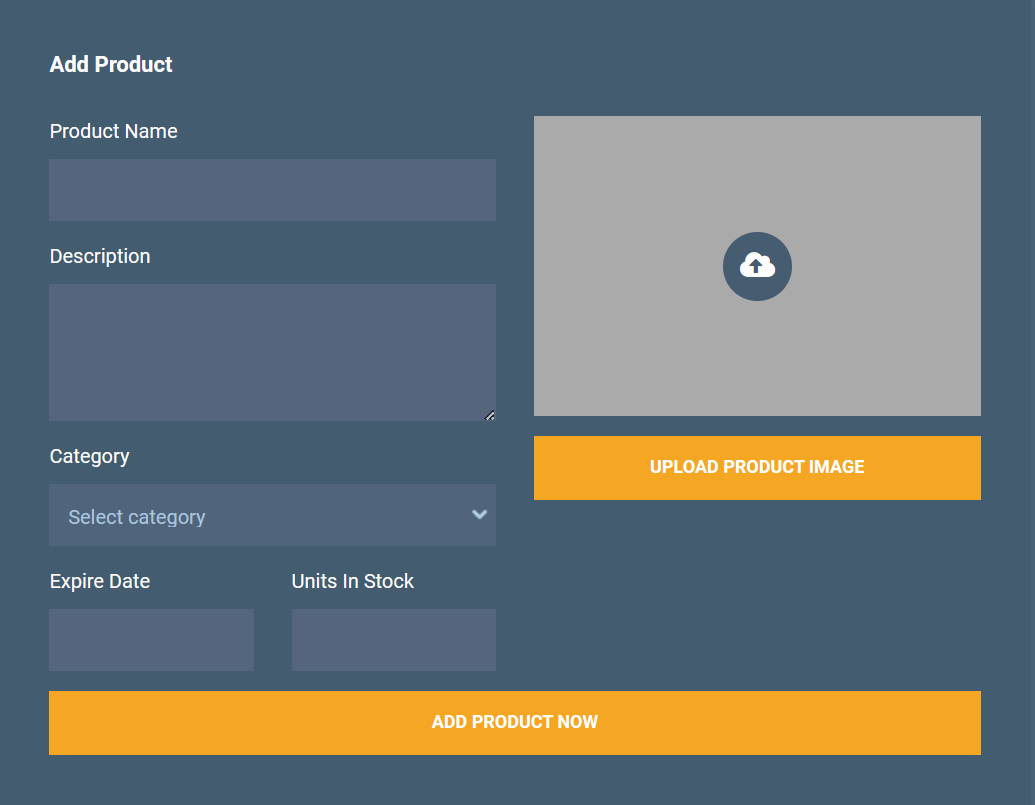 Add Product
Product Name
Description
Category
Select category
Expire Date
Units In Stock
UPLOAD PRODUCT IMAGE
ADD PRODUCT NOW